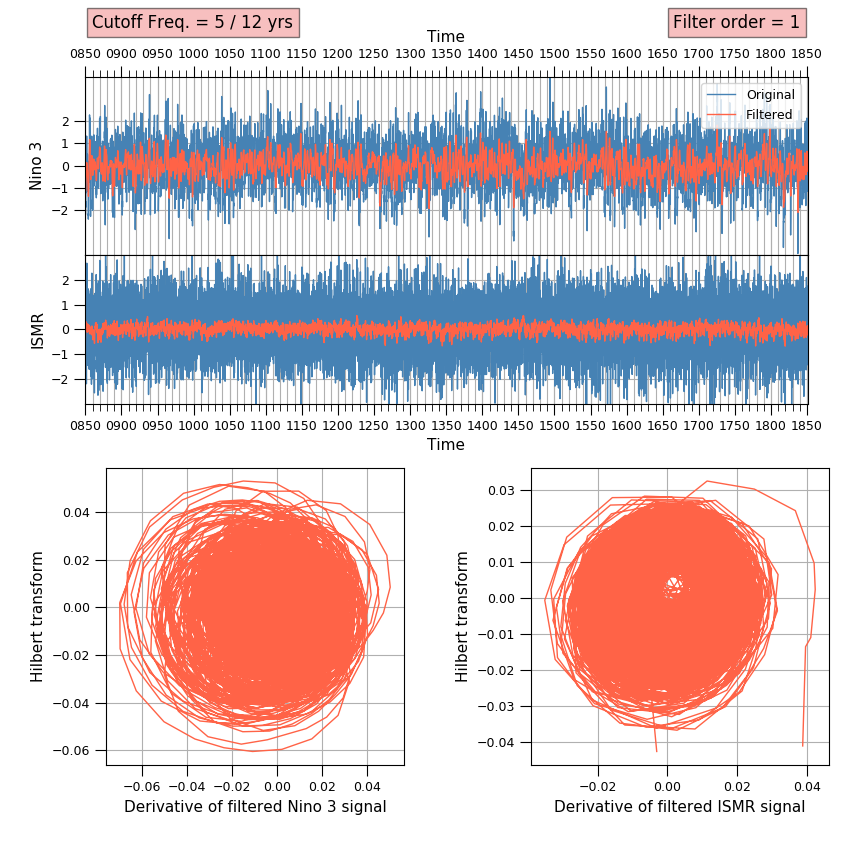 Cutoff Freq. = 5 / 12 yrs
Filter order = 1
Time
0850 0900 0950 1000 1050 1100 1150 1200 1250 1300 1350 1400 1450 1500 1550 1600 1650 1700 1750 1800 1850
Original
Filtered
Nino 3
2
1
0
−1
−2
ISMR
2
1
0
−1
−2
0850 0900 0950 1000 1050 1100 1150 1200 1250 1300 1350 1400 1450 1500 1550 1600 1650 1700 1750 1800 1850
Time
Hilbert transform
0.04
0.02
0.00
−0.02
−0.04
−0.06
−0.06 −0.04 −0.02 0.00 0.02 0.04
Derivative of filtered Nino 3 signal
Hilbert transform
0.03
0.02
0.01
0.00
−0.01
−0.02
−0.03
−0.04
−0.02 0.00 0.02 0.04
Derivative of filtered ISMR signal